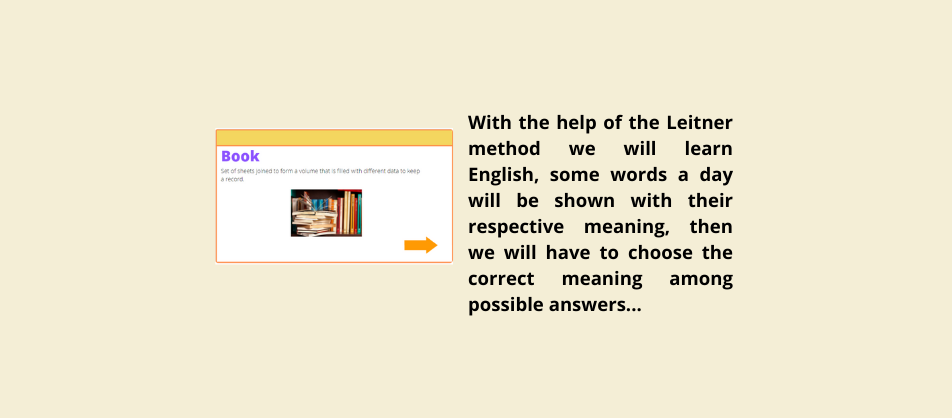 Book
Set of sheets joined to form a volume that is filled with different data to keep
a record.
With the help of the Leitner
method we will learn
English, some words a day
will be shown with their
respective meaning, then
we will have to choose the
correct meaning among
possible answers...